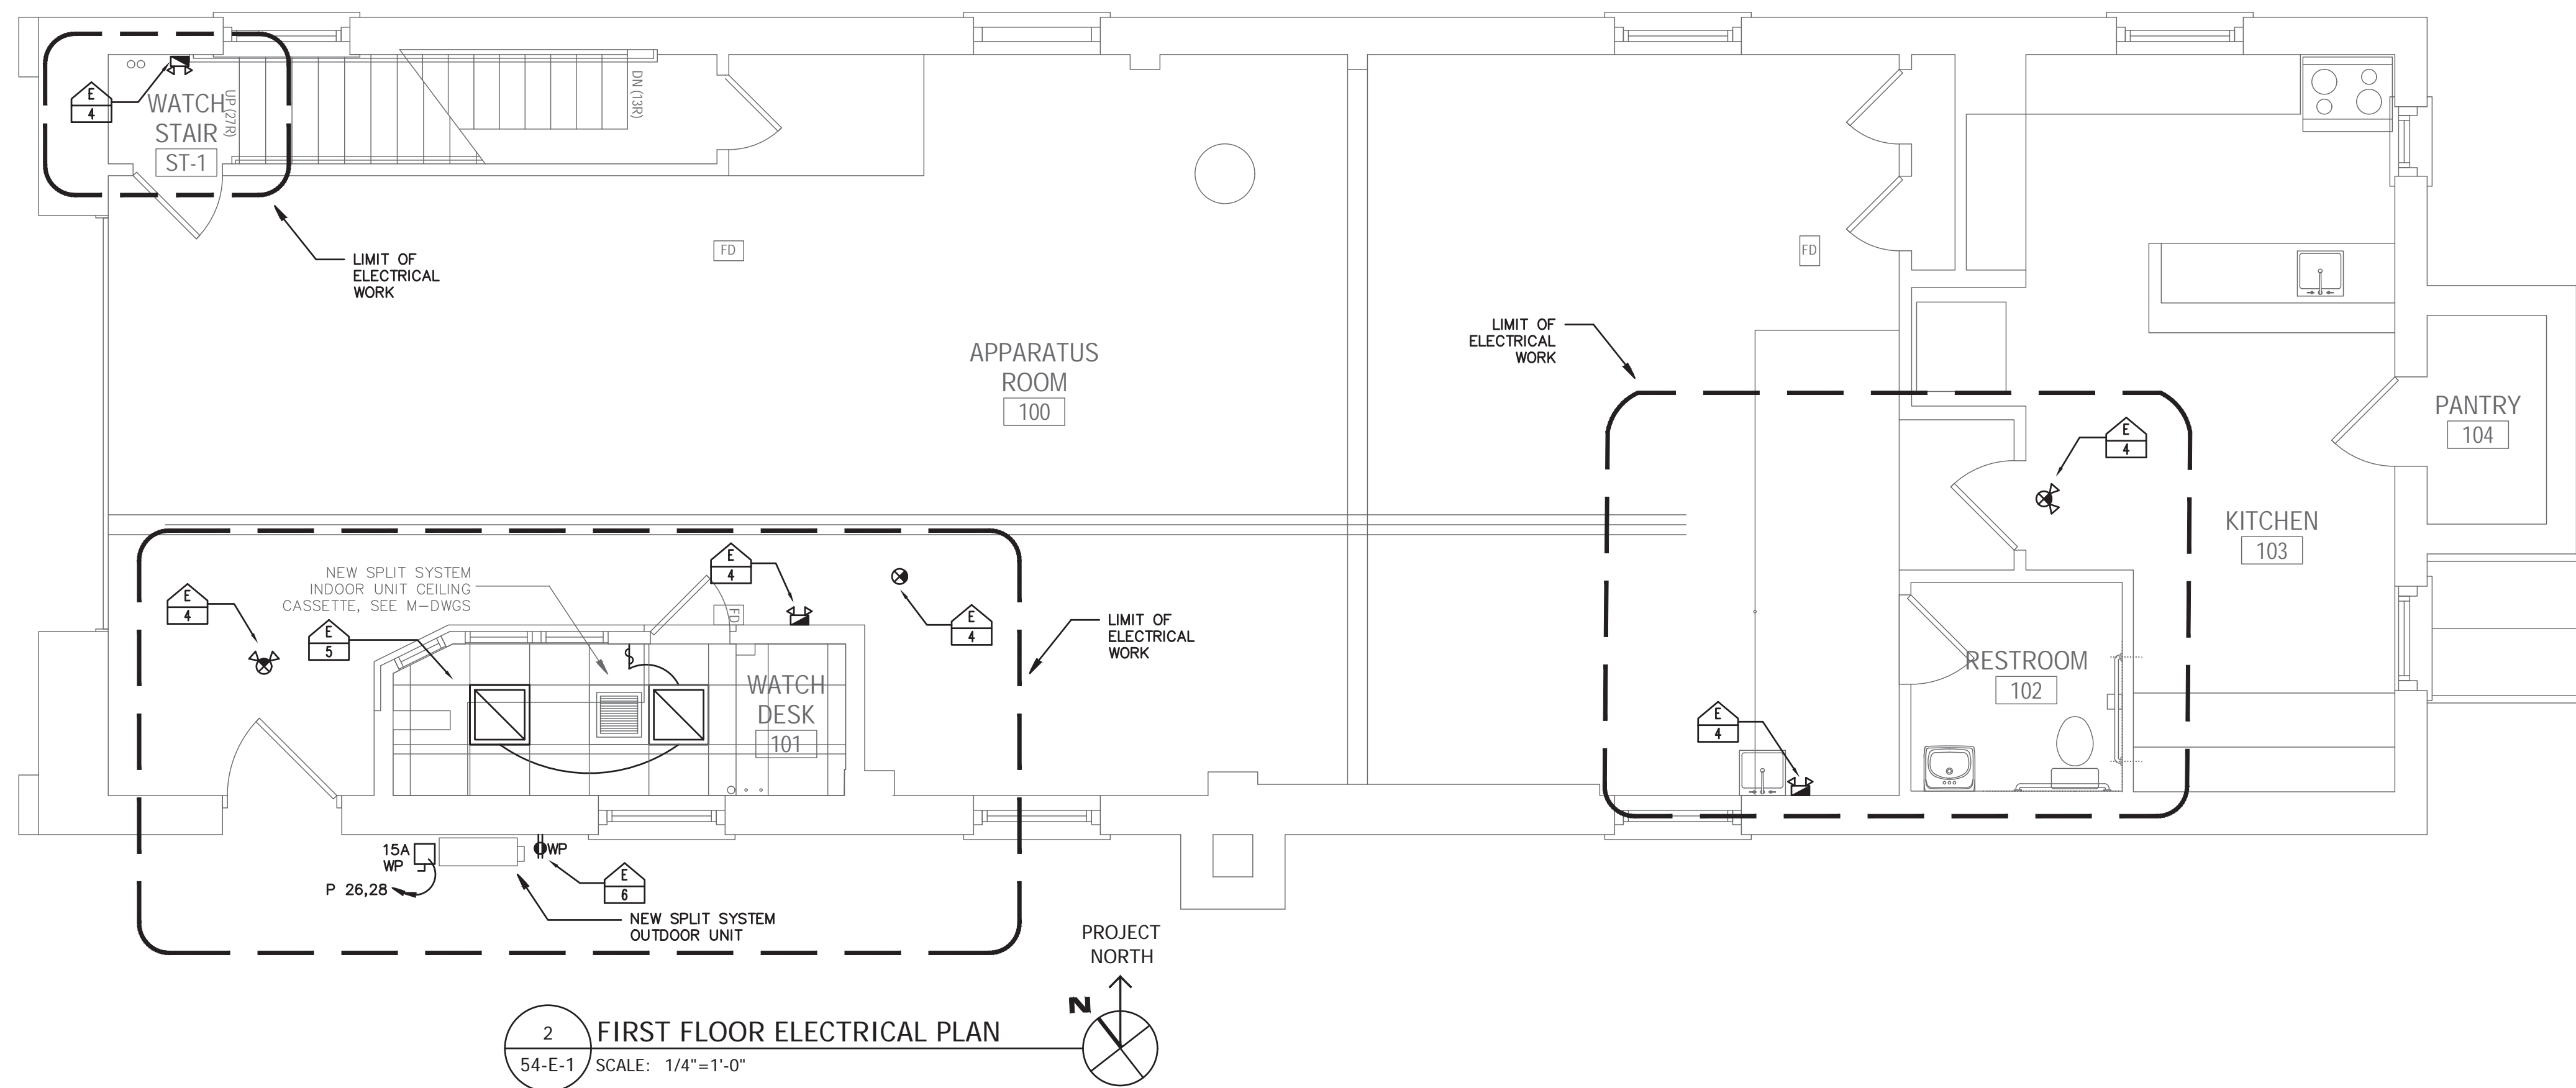 E
4
WATCH
STAIR
ST-1
UP (27R)
DN (13R)
LIMIT OF
ELECTRICAL
WORK
FD
FD
APPARATUS
ROOM
100
LIMIT OF
ELECTRICAL
WORK
E
4
PANTRY
104
KITCHEN
103
NEW SPLIT SYSTEM
INDOOR UNIT CEILING
CASSETTE, SEE M-DWGS
E
4
E
5
E
4
FD
E
4
LIMIT OF
ELECTRICAL
WORK
WATCH
DESK
101
RESTROOM
102
E
4
15A
WP
WP
P 26,28
E
6
NEW SPLIT SYSTEM
OUTDOOR UNIT
PROJECT
NORTH
N
2
54-E-1
FIRST FLOOR ELECTRICAL PLAN
SCALE: 1/4"=1'-0"